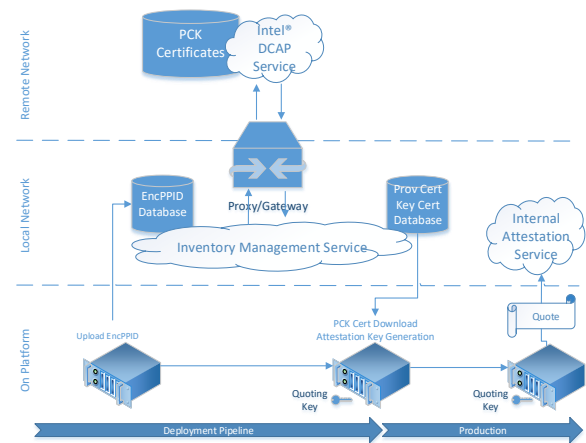 Remote Network
PCK
Certificates
Intel®
DCAP
Service
Local Network
EncPPID
Database
Proxy/Gateway
Prov Cert
Key Cert
Database
Inventory Management Service
Internal
Attestation
Service
On Platform
Upload EncPPID
PCK Cert Download
Attestation Key Generation
Quote
Quoting
Key
Quoting
Key
Deployment Pipeline
Production